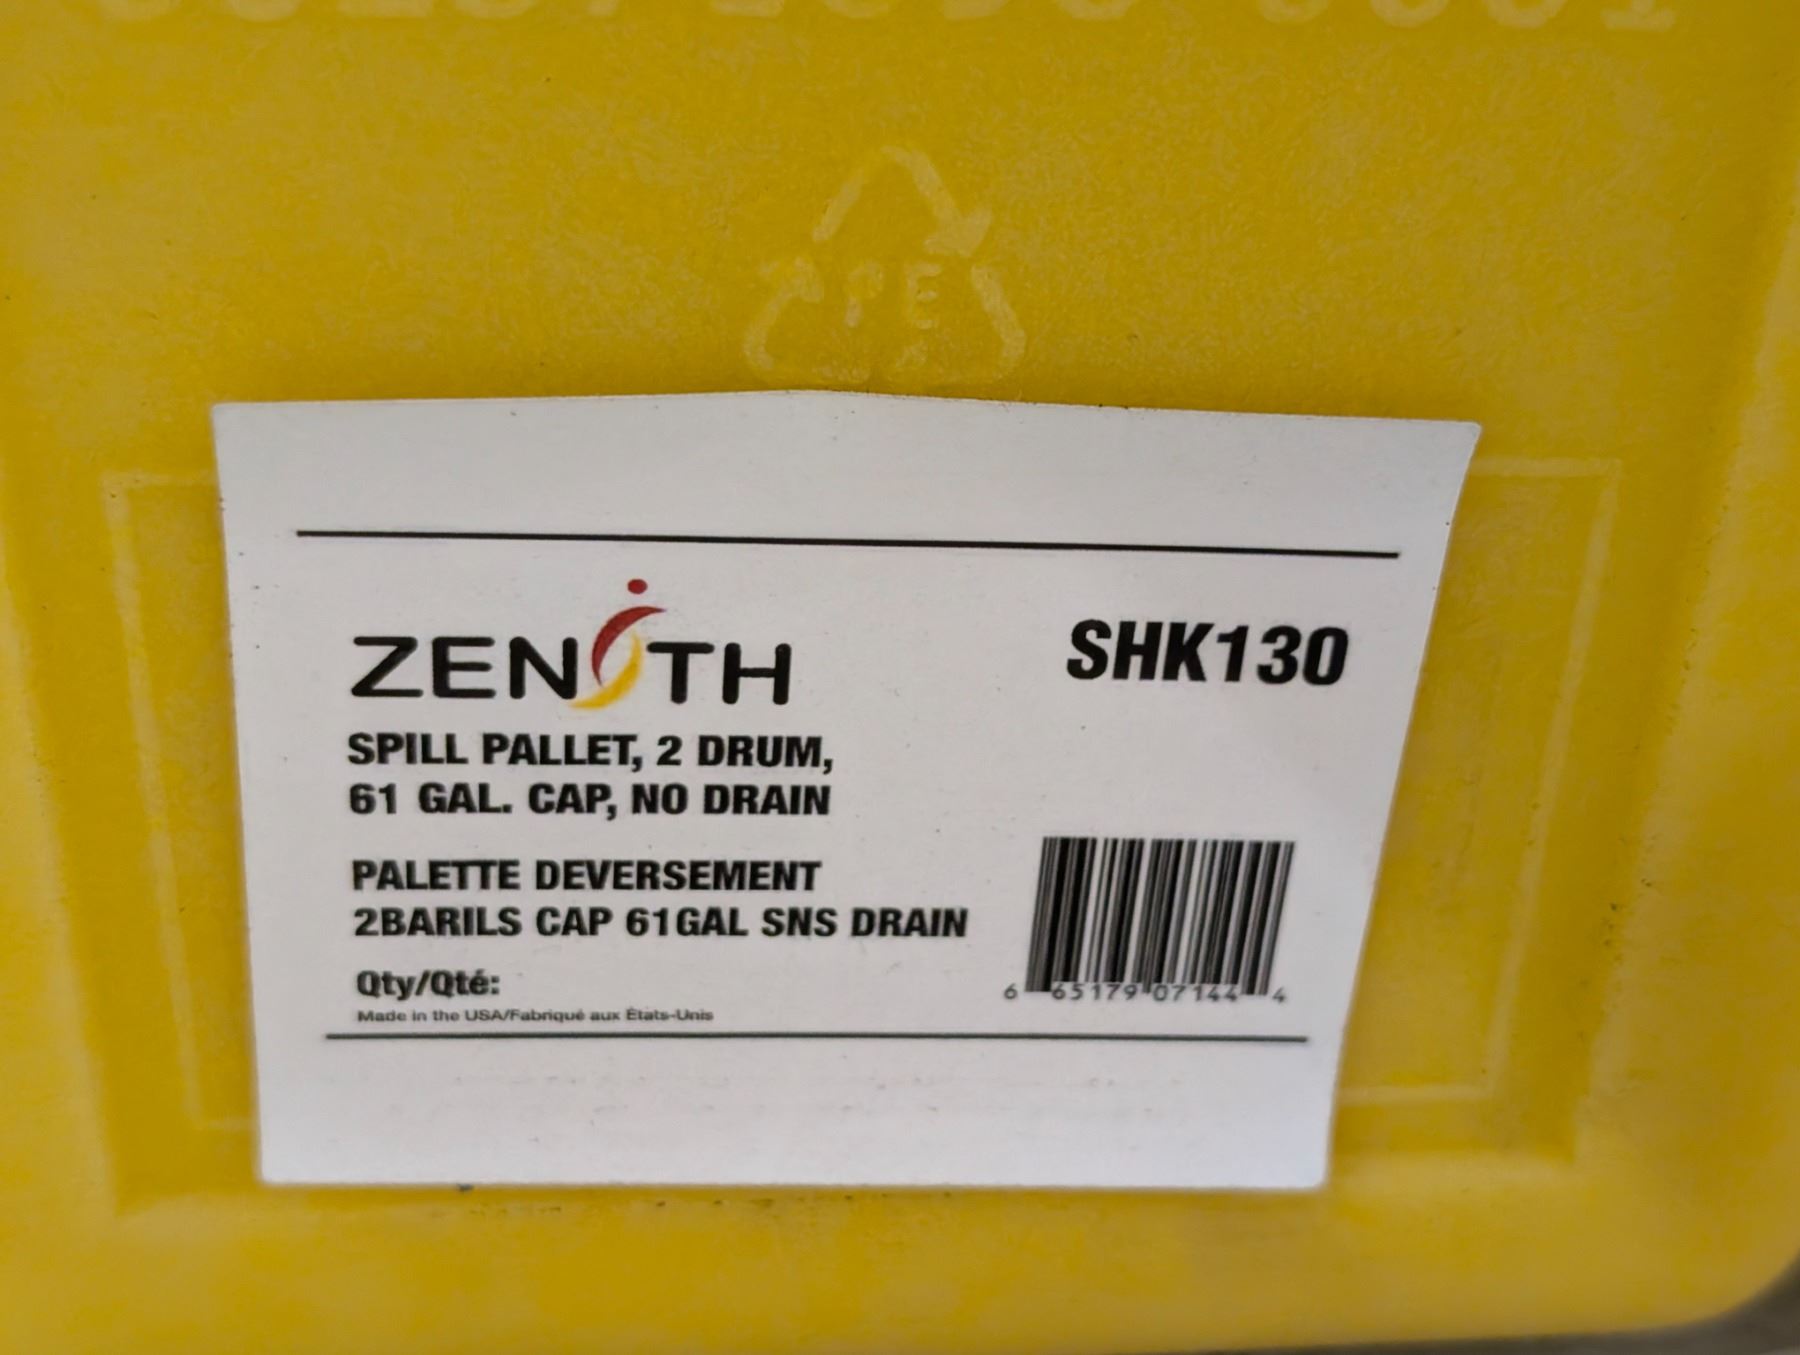 PE
ZENITH
SHK130
SPILL PALLET, 2 DRUM,
61 GAL. CAP, NO DRAIN
PALETTE DEVERSEMENT
2BARILS CAP 61GAL SNS DRAIN
Qty/Qté:
Made in the USA/Fabriqué aux États-Unis
6 65179 07144 4